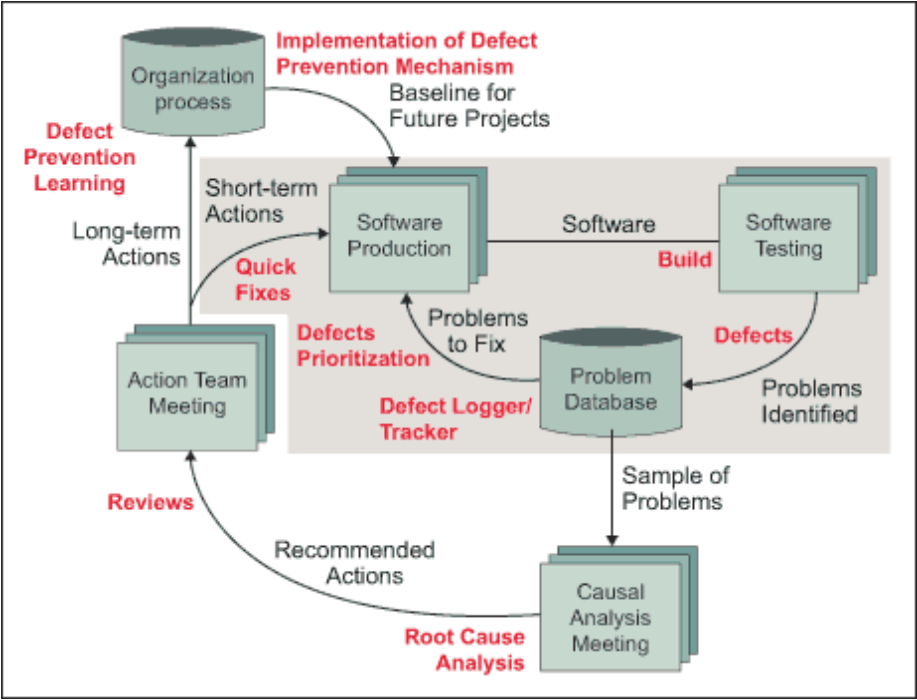 Implementation of Defect
Prevention Mechanism
Organization
process
Baseline for
Future Projects
Defect
Prevention
Learning
Short-term
Actions
Long-term
Actions
Quick
Fixes
Software
Production
Software
Build
Software
Testing
Defects
Prioritization
Problems
to Fix
Defects
Problems
Identified
Action Team
Meeting
Problem
Database
Defect Logger/
Tracker
Sample of
Problems
Reviews
Recommended
Actions
Causal
Analysis
Meeting
Root Cause
Analysis